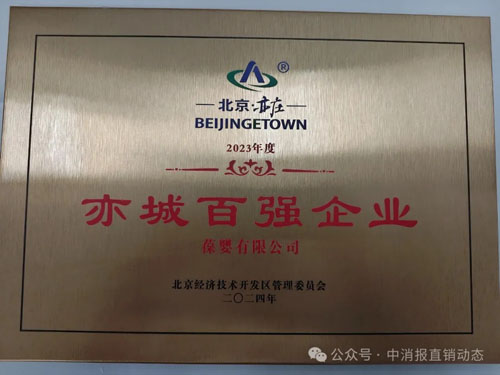 ®
北京亦庄
BEIJINGETOWN
2023年度
亦城百强企业
葆婴有限公司
北京经济技术开发区管理委员会
二〇二四年
公众号·中消报直销动态